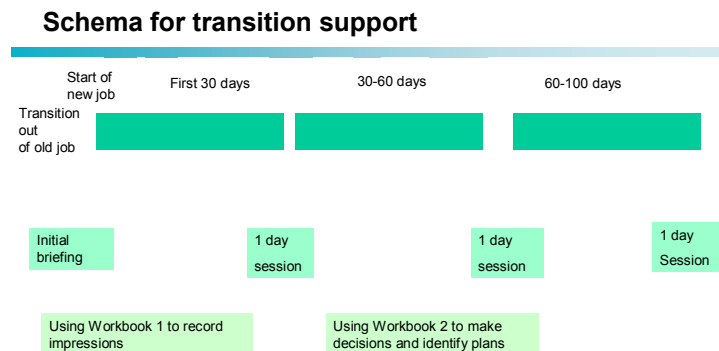 Schema for transition support
Start of
new job
First 30 days
30-60 days
60-100 days
Transition
out
of old job
Initial
briefing
1 day
session
1 day
session
1 day
Session
Using Workbook 1 to record
impressions
Using Workbook 2 to make
decisions and identify plans